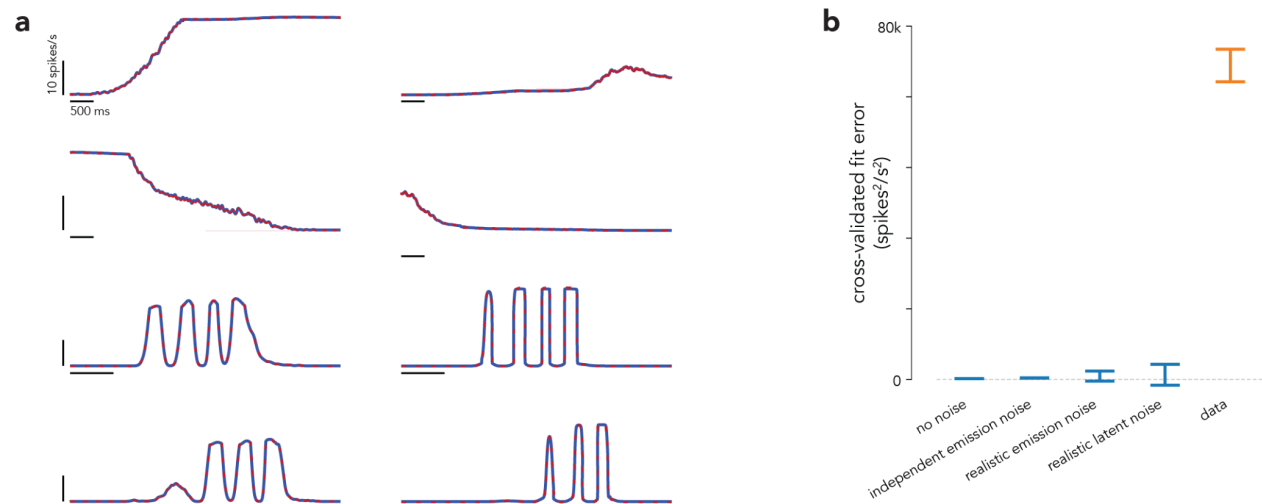 a
10 spikes/s
500 ms
b
80k
cross-validated fit error
(spikes²/s²)
0
no noise
independent emission noise
realistic emission noise
realistic latent noise
data